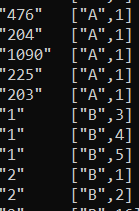 "476" ["A",1]
"204" ["A",1]
"1090" ["A",1]
"225" ["A",1]
"203" ["A",1]
"1" ["B",3]
"1" ["B",4]
"1" ["B",5]
"2" ["B",1]
"2" ["B",2]